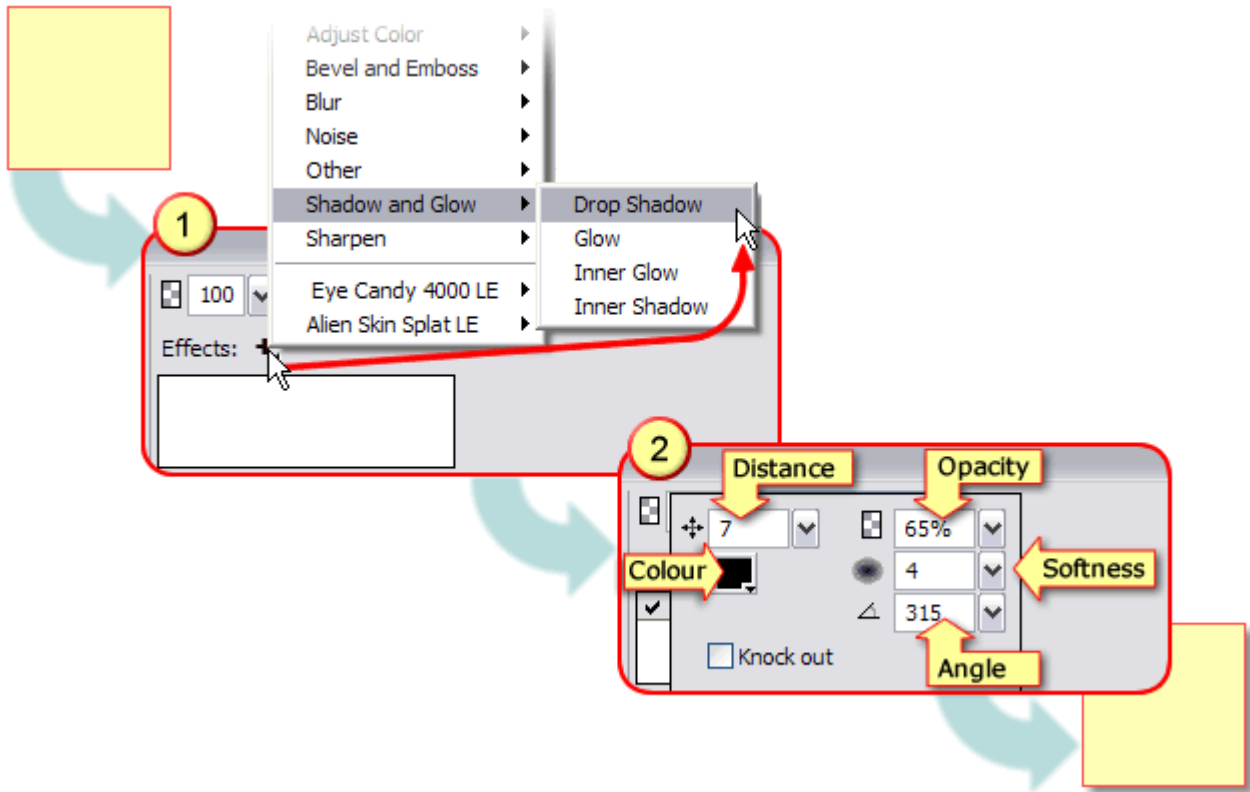 Adjust Color
Bevel and Emboss
Blur
Noise
Other
Shadow and Glow
Sharpen
Eye Candy 4000 LE
Alien Skin Splat LE
Drop Shadow
Glow
Inner Glow
Inner Shadow
1
100
Effects:
2
Distance
Opacity
7
65%
Colour
4
Softness
315
Knock out
Angle